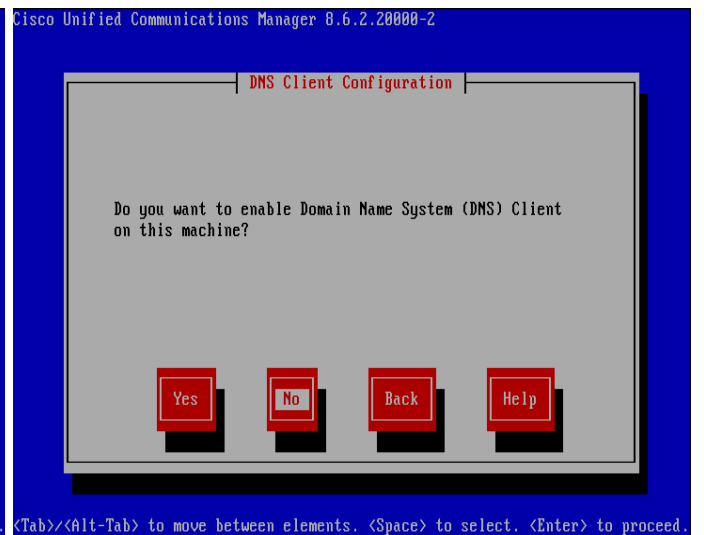 Cisco Unified Communications Manager 8.6.2.20000-2
DNS Client Configuration
Do you want to enable Domain Name System (DNS) Client
on this machine?
Yes No Back Help
. <Tab>/<Alt-Tab> to move between elements. <Space> to select. <Enter> to proceed.